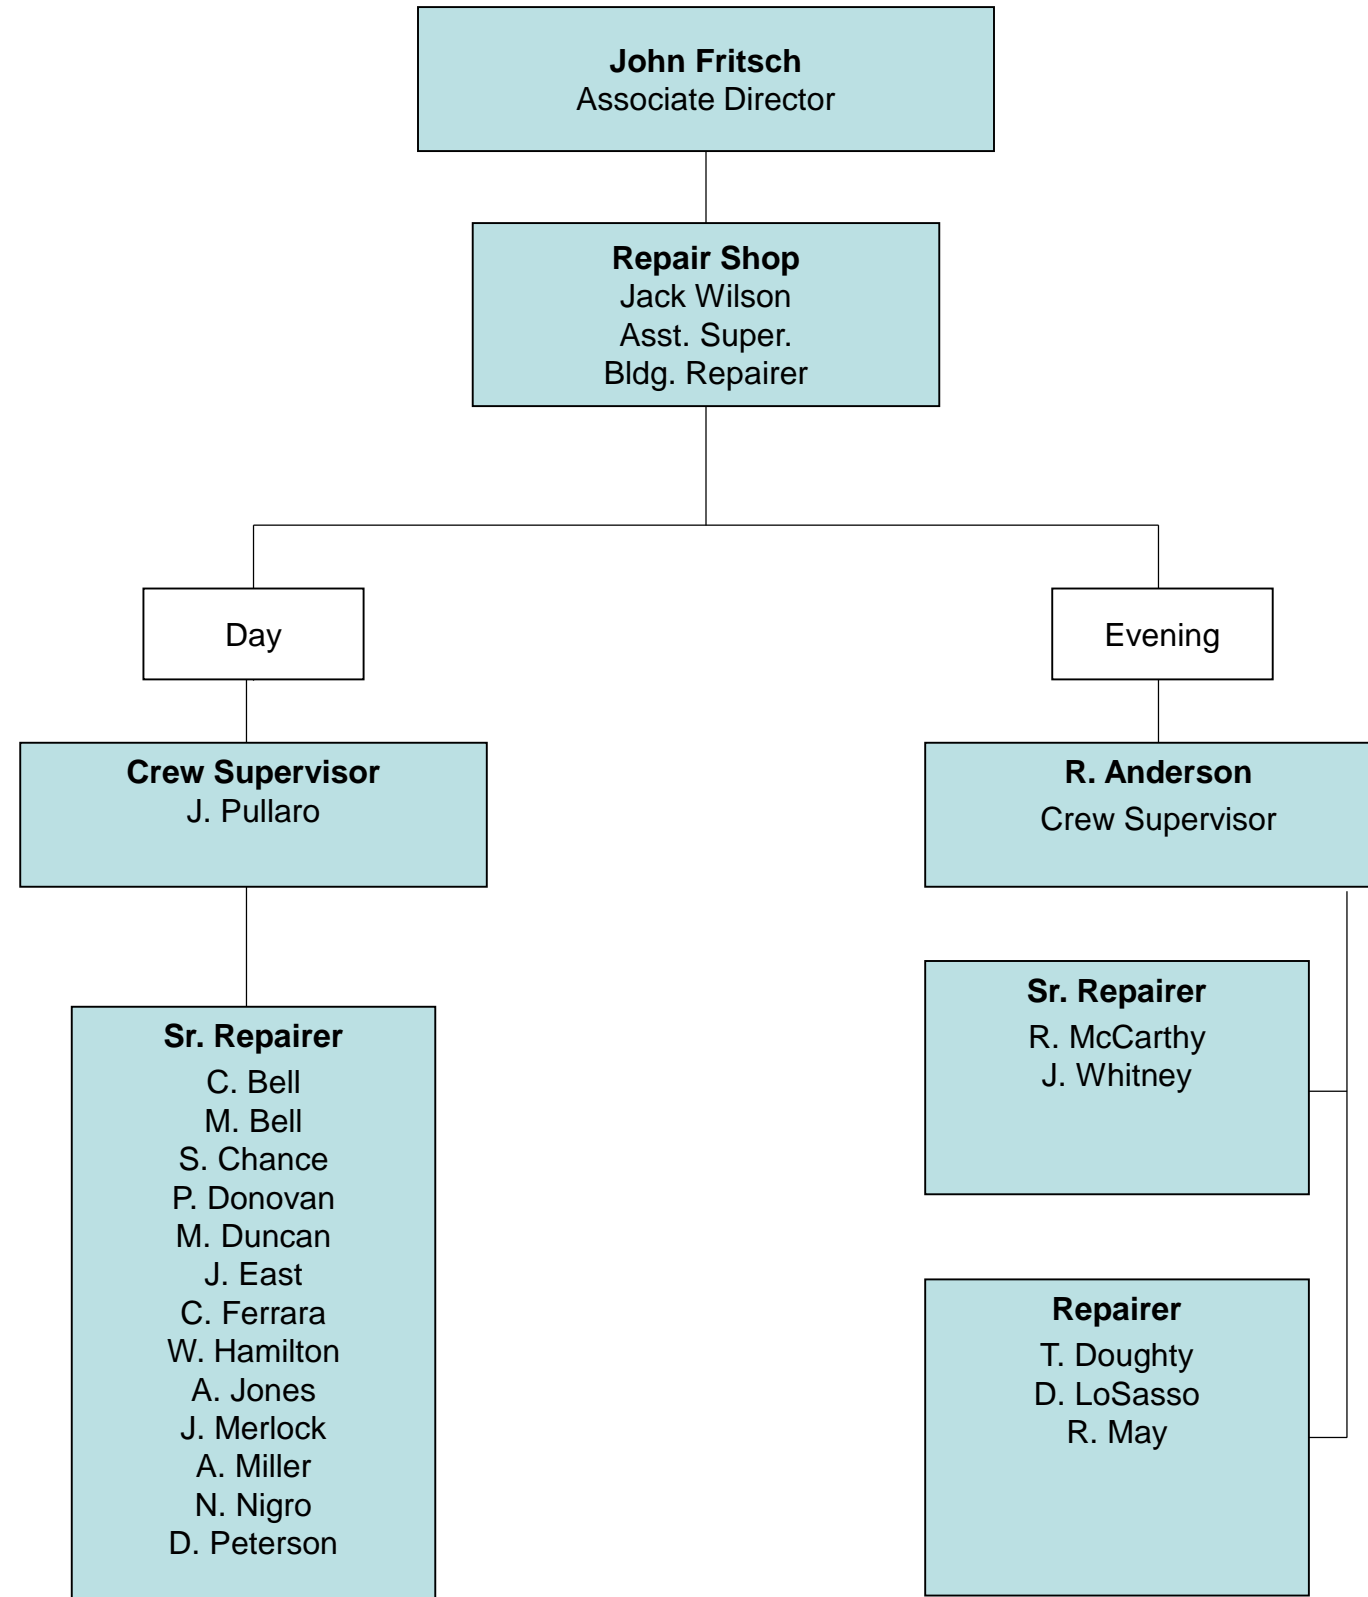 John Fritsch
Associate Director
Repair Shop
Jack Wilson
Asst. Super.
Bldg. Repairer
Day
Evening
Crew Supervisor
J. Pullaro
R. Anderson
Crew Supervisor
Sr. Repairer
C. Bell
M. Bell
S. Chance
P. Donovan
M. Duncan
J. East
C. Ferrara
W. Hamilton
A. Jones
J. Merlock
A. Miller
N. Nigro
D. Peterson
Sr. Repairer
R. McCarthy
J. Whitney
Repairer
T. Doughty
D. LoSasso
R. May